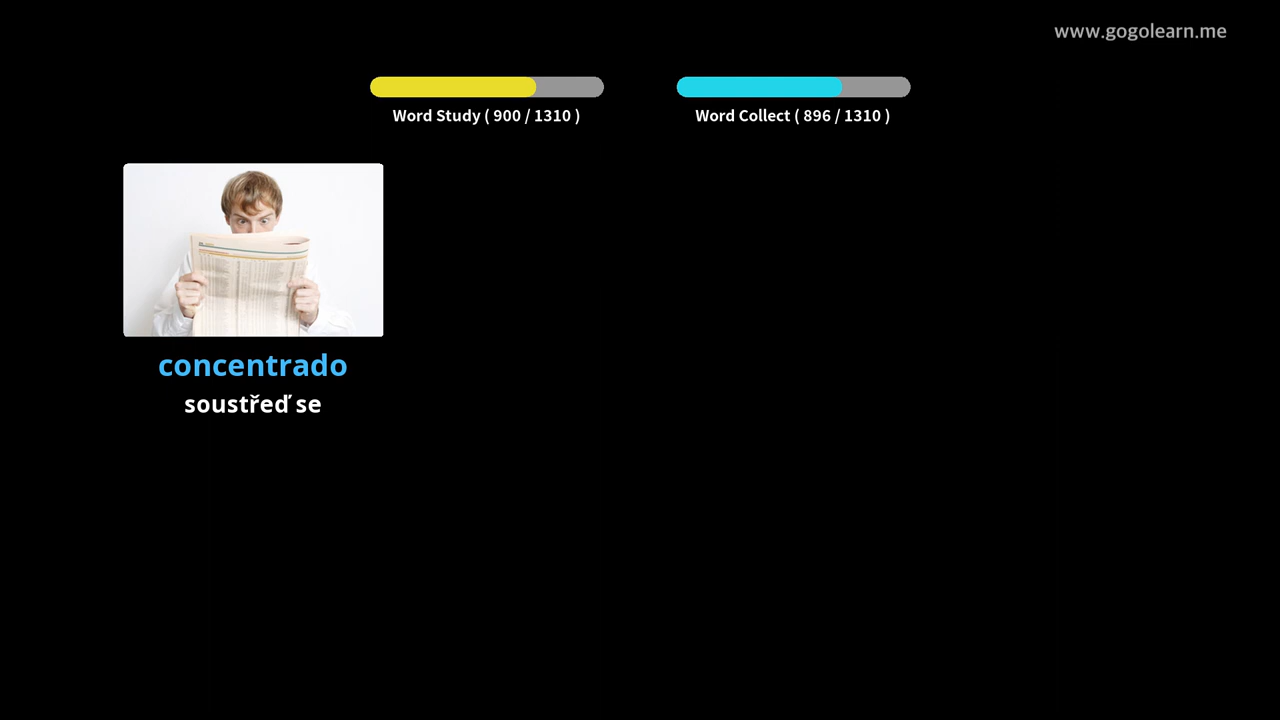 www.gogolearn.me
Word Study ( 900 / 1310 )
Word Collect ( 896 / 1310 )
concentrado
soustřeď se